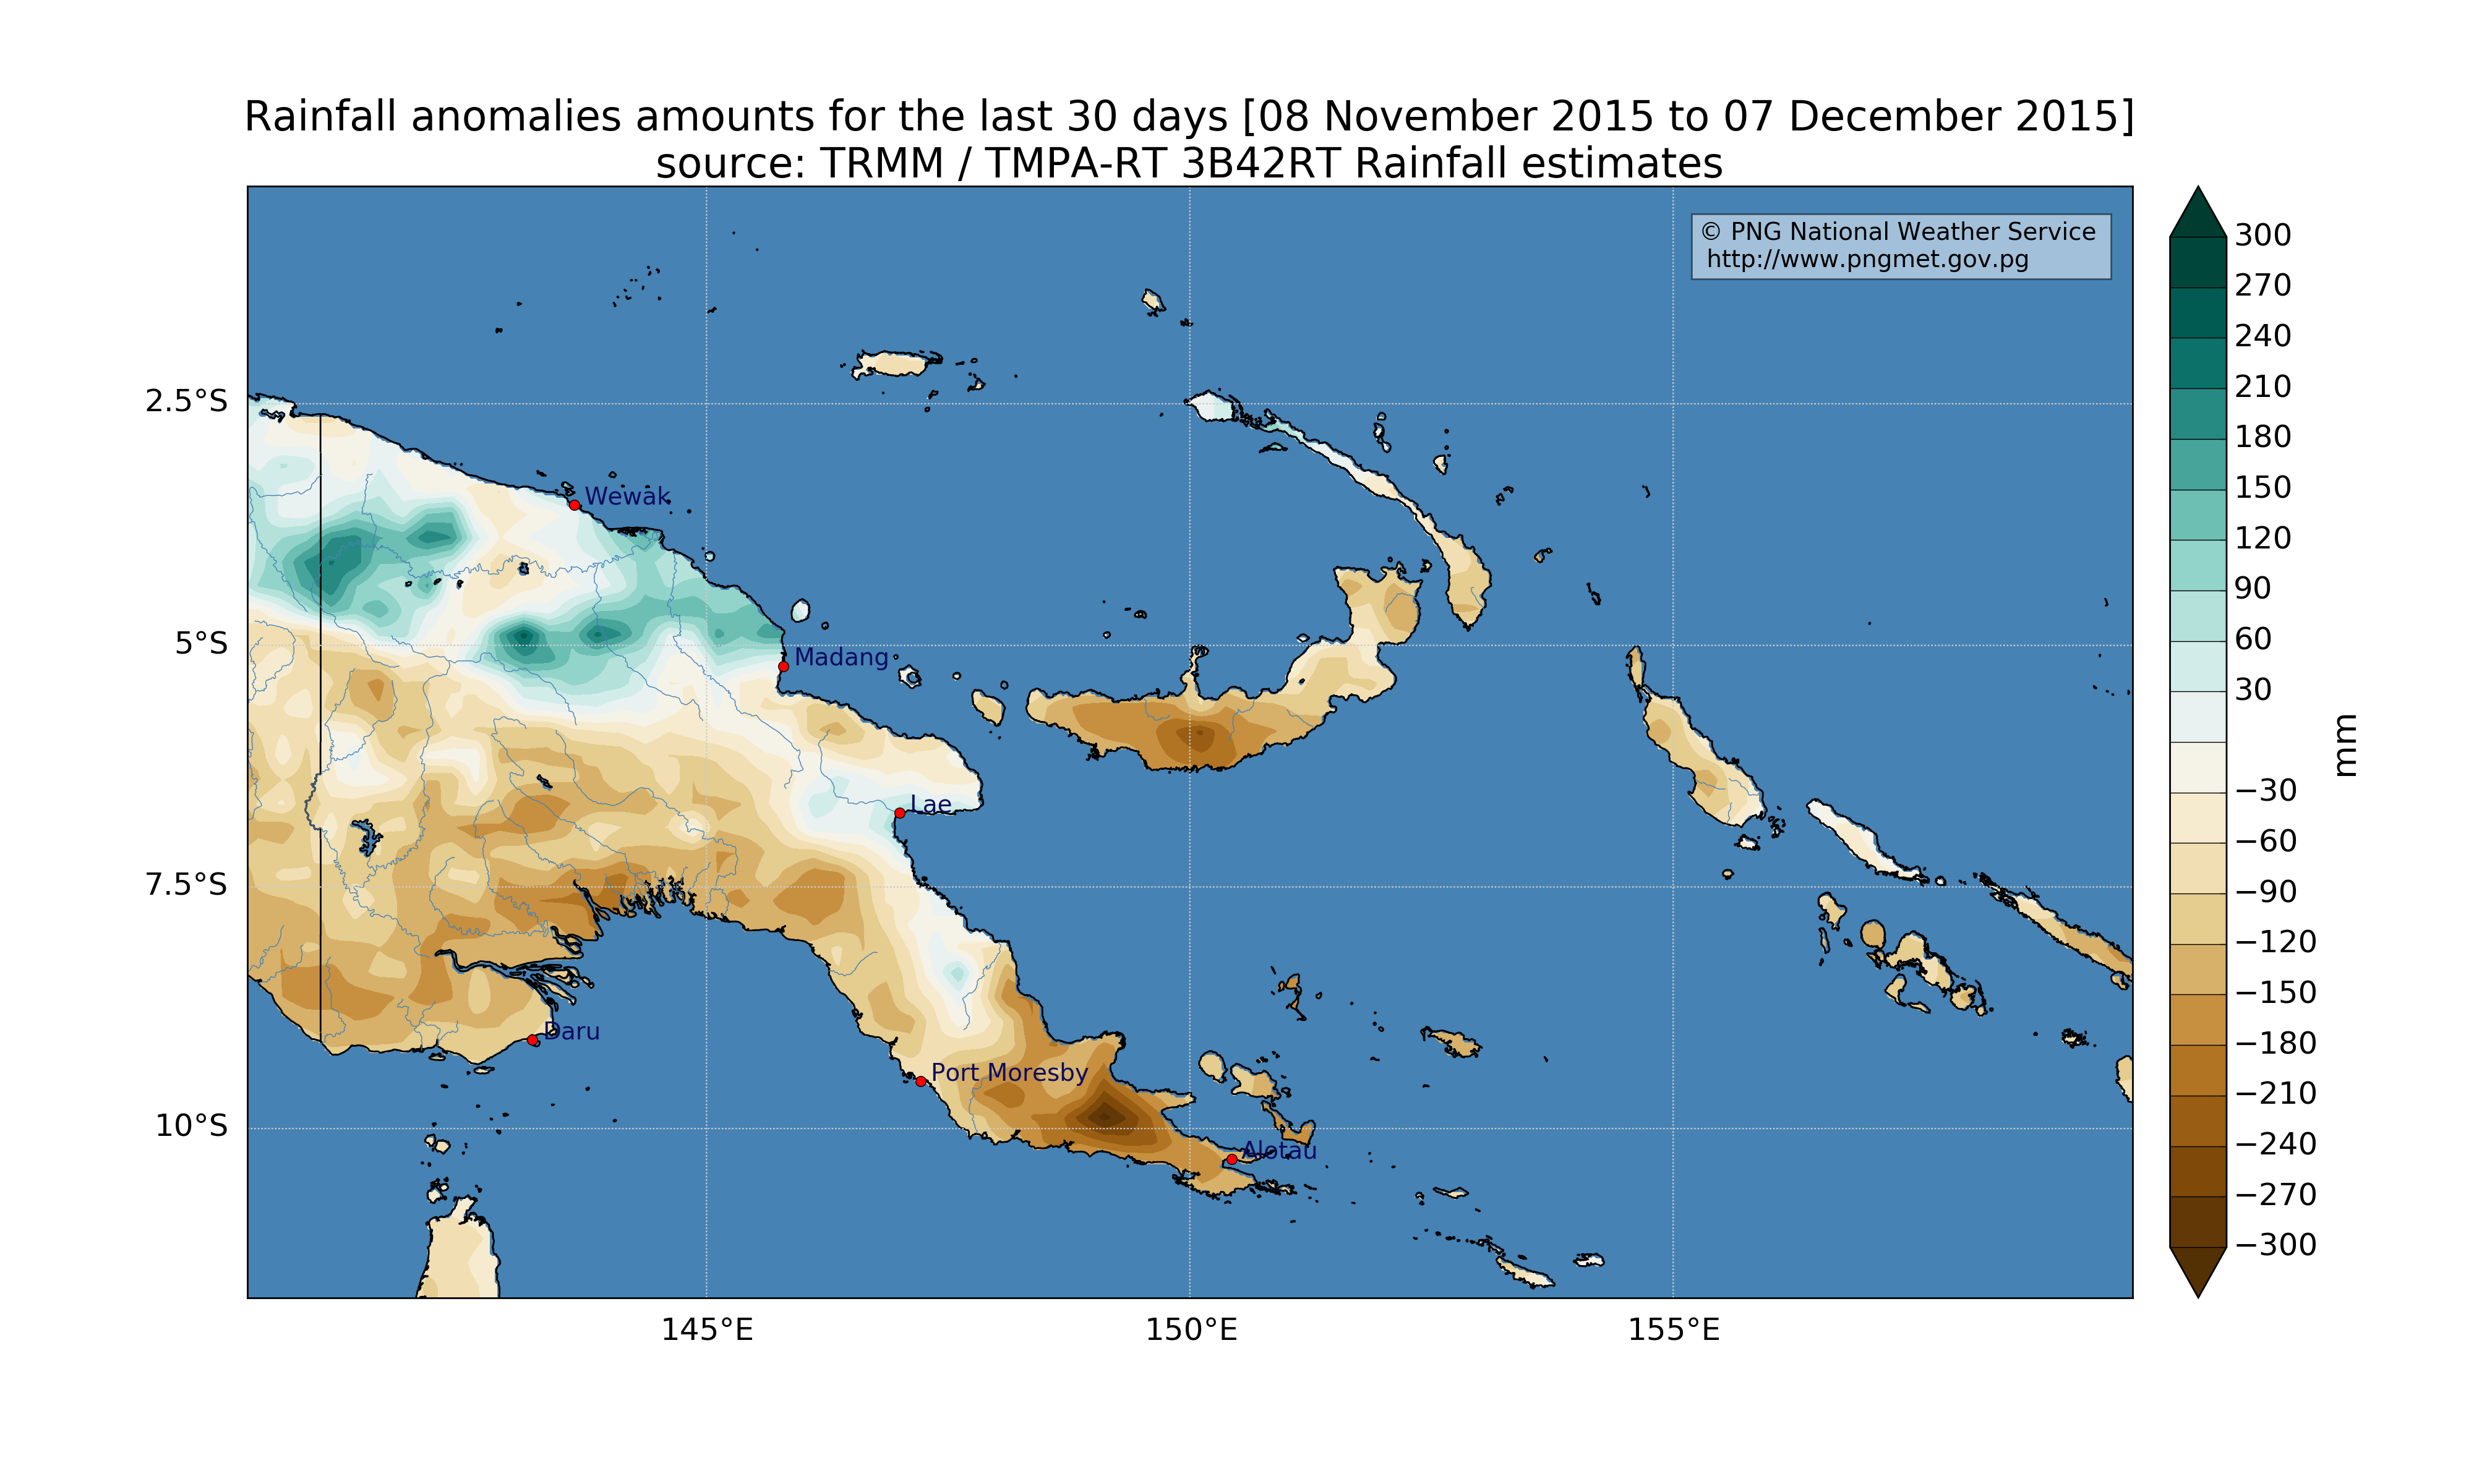 Rainfall anomalies amounts for the last 30 days [08 November 2015 to 07 December 2015]
source: TRMM / TMPA-RT 3B42RT Rainfall estimates
© PNG National Weather Service
http://www.pngmet.gov.pg
2.5°S
5°S
7.5°S
10°S
145°E
150°E
155°E
Wewak
Madang
Lae
Daru
Port Moresby
Alotau
300
270
240
210
180
150
120
90
60
30
−30
−60
−90
−120
−150
−180
−210
−240
−270
−300
mm